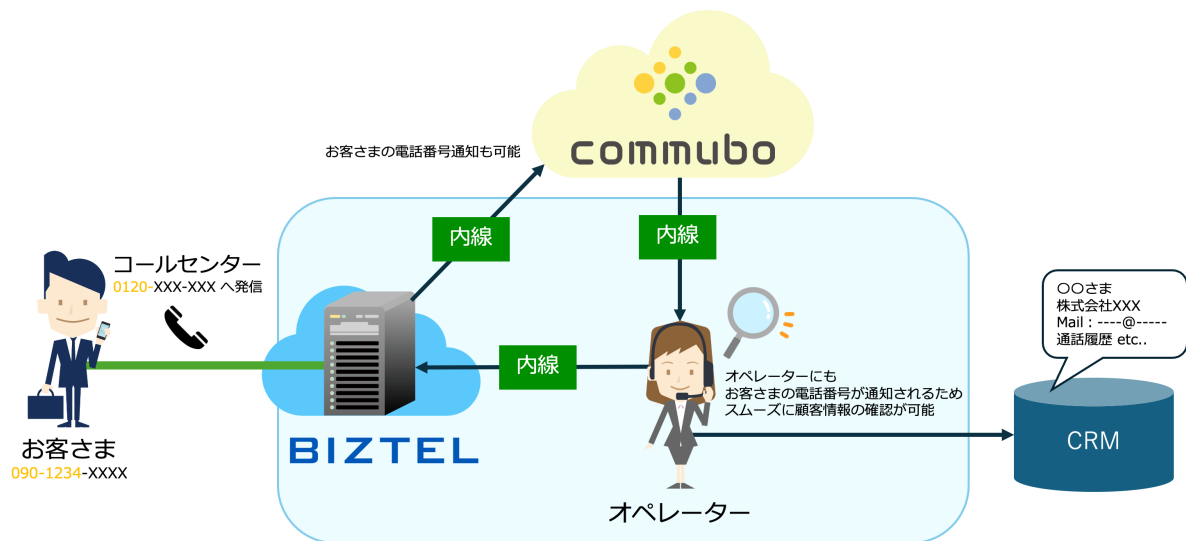 commubo
お客さまの電話番号通知も可能
内線
内線
コールセンター
0120-XXX-XXX へ発信
お客さま
090-1234-XXXX
BIZTEL
内線
オペレーターにも
お客さまの電話番号が通知されるため
スムーズに顧客情報の確認が可能
オペレーター
〇〇さま
株式会社XXX
Mail : ----@-----
通話履歴 etc..
CRM